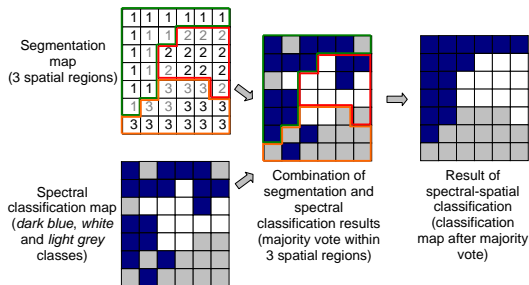 1 1 1 1 1 1
1 1 1 2 2 2
1 1 2 2 2 2
1 1 2 2 2 2
1 1 3 3 3 2
1 3 3 3 3 3
3 3 3 3 3 3
Segmentation
map
(3 spatial regions)
Spectral
classification map
(dark blue, white
and light grey
classes)
Combination of
segmentation and
spectral
classification results
(majority vote within
3 spatial regions)
Result of
spectral-spatial
classification
(classification
map after majority
vote)